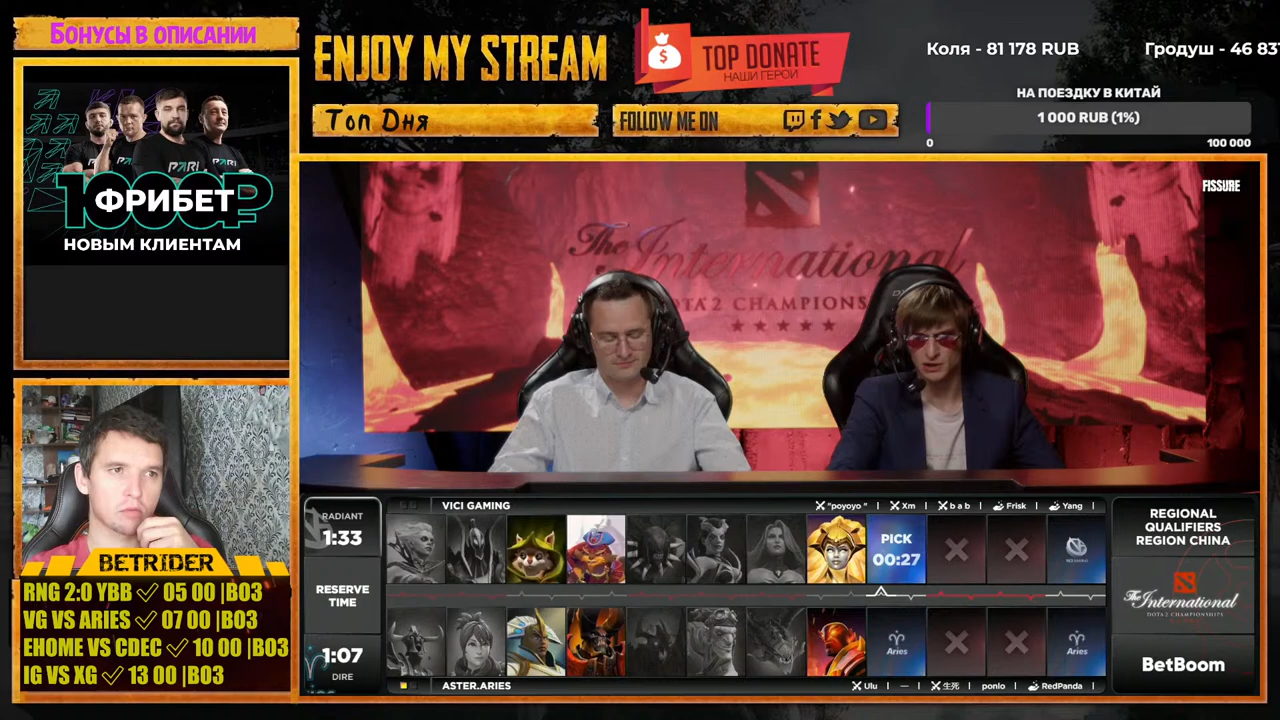 БОНУСЫ В ОПИСАНИИ
ENJOY MY STREAM
TOP DONATE
НАШИ ГЕРОИ
Коля - 81 178 RUB
Гродуш - 46 837
Топ Дня
FOLLOW ME ON
НА ПОЕЗДКУ В КИТАЙ
1 000 RUB (1%)
0
100 000
PARI
1000₽
ФРИБЕТ
НОВЫМ КЛИЕНТАМ
FISSURE
The International
DOTA 2 CHAMPIONS
BETRIDER
RNG 2:0 YBB ✓ 05 00 |BO3
VG VS ARIES ✓ 07 00 |BO3
EHOME VS CDEC ✓ 10 00 |BO3
IG VS XG ✓ 13 00 |BO3
RADIANT
1:33
RESERVE
TIME
1:07
DIRE
VICI GAMING
"poyoyo" | Xm | b a b | Frisk | Yang |
PICK
00:27
Aries
Aries
ASTER.ARIES
Ulu | — | 生死 | ponlo | RedPanda |
REGIONAL
QUALIFIERS
REGION CHINA
The International
DOTA 2 CHAMPIONSHIPS
BetBoom